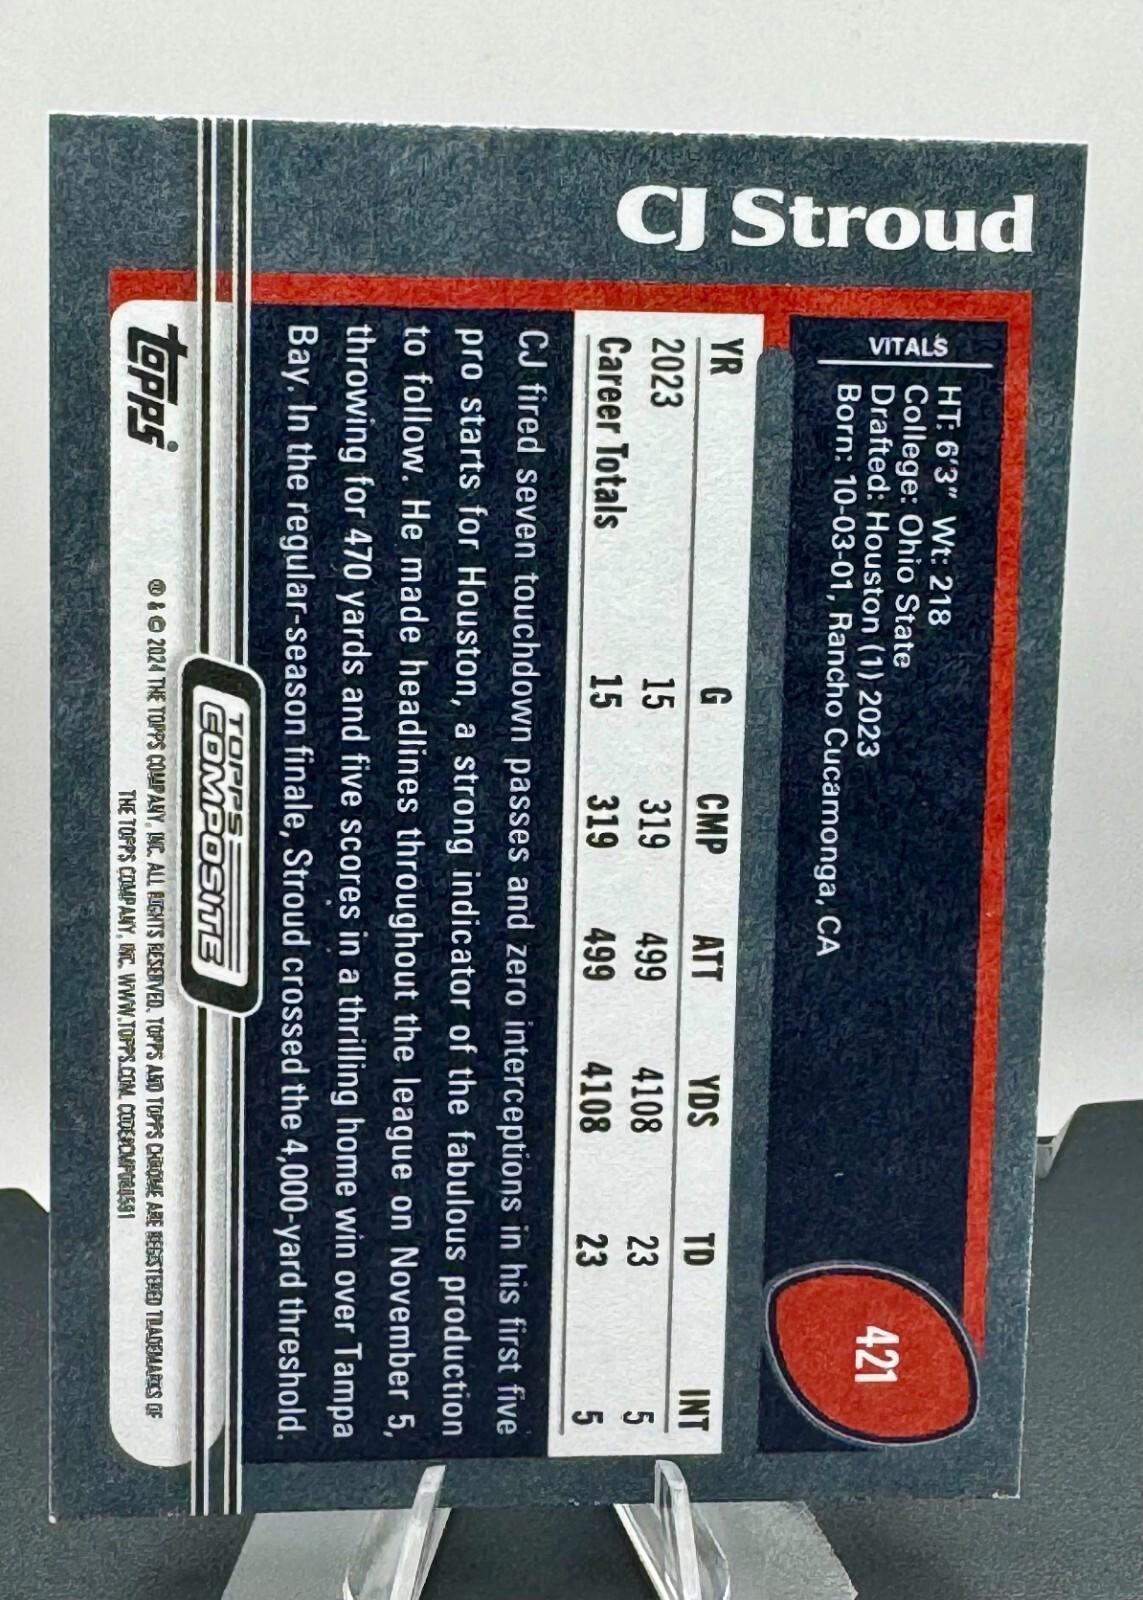 CJ Stroud
VITALS
HT: 6'3" Wt: 218
College: Ohio State
Drafted: Houston (1) 2023
Born: 10-03-01, Rancho Cucamonga, CA
421
YR G CMP ATT YDS TD INT
2023 15 319 499 4108 23 5
Career Totals 15 319 499 4108 23 5
CJ fired seven touchdown passes and zero interceptions in his first five
pro starts for Houston, a strong indicator of the fabulous production
to follow. He made headlines throughout the league on November 5,
throwing for 470 yards and five scores in a thrilling home win over Tampa
Bay. In the regular-season finale, Stroud crossed the 4,000-yard threshold.
TOPPS
COMPOSITE
topps
® & © 2024 THE TOPPS COMPANY, INC. ALL RIGHTS RESERVED. TOPPS AND TOPPS CHROME ARE REGISTERED TRADEMARKS OF
THE TOPPS COMPANY, INC. WWW.TOPPS.COM.